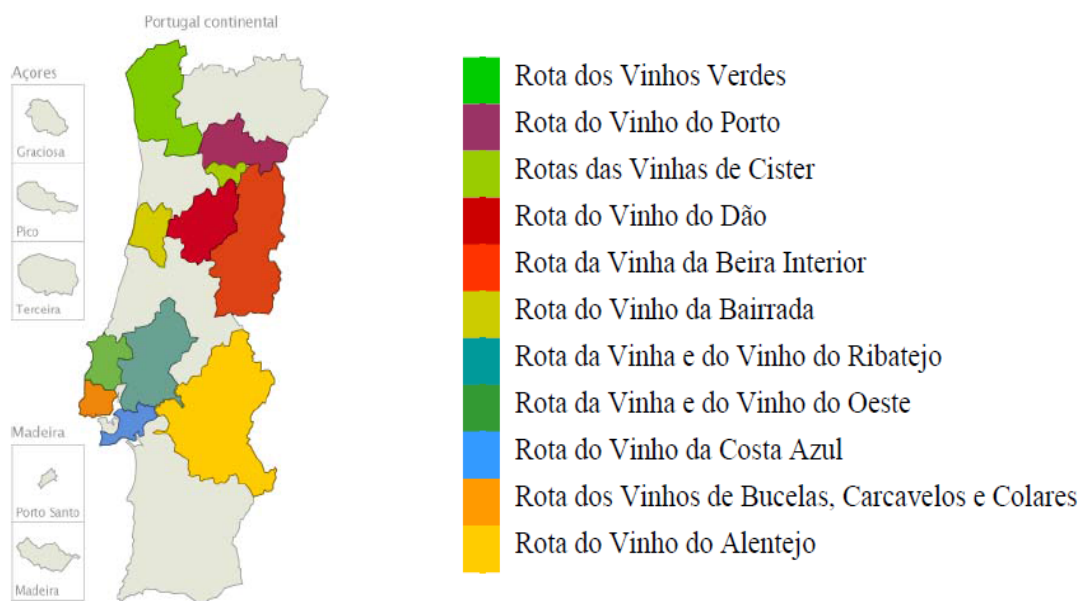 Portugal continental
Açores
Graciosa
Pico
Terceira
Madeira
Porto Santo
Madeira
Rota dos Vinhos Verdes
Rota do Vinho do Porto
Rotas das Vinhas de Cister
Rota do Vinho do Dão
Rota da Vinha da Beira Interior
Rota do Vinho da Bairrada
Rota da Vinha e do Vinho do Ribatejo
Rota da Vinha e do Vinho do Oeste
Rota do Vinho da Costa Azul
Rota dos Vinhos de Bucelas, Carcavelos e Colares
Rota do Vinho do Alentejo